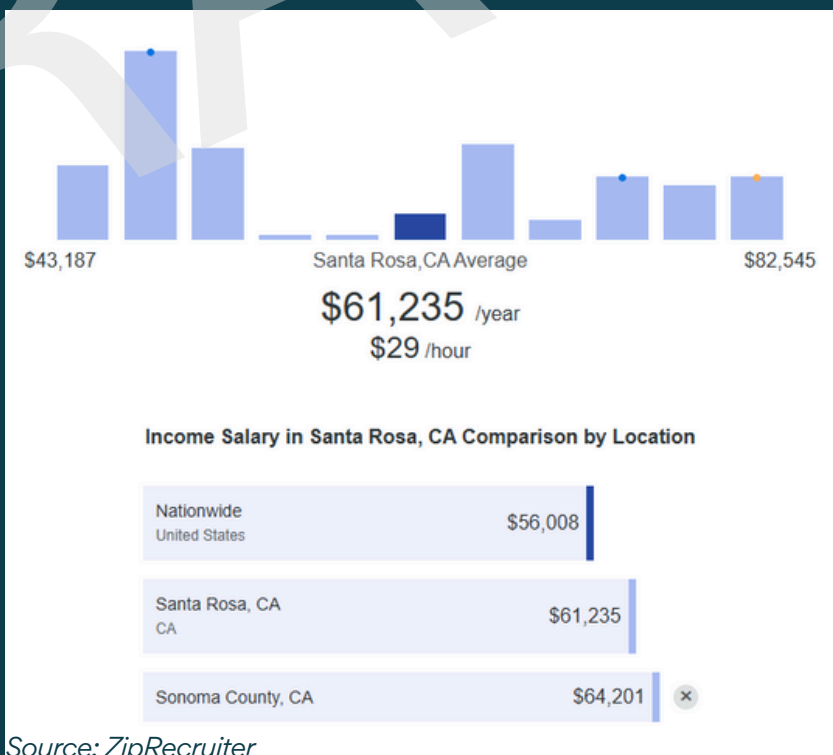 $43,187 Santa Rosa,CA Average $82,545
$61,235 /year
$29 /hour
Income Salary in Santa Rosa, CA Comparison by Location
Nationwide
United States
$56,008
Santa Rosa, CA
CA
$61,235
Sonoma County, CA $64,201 ×
Source: ZipRecruiter